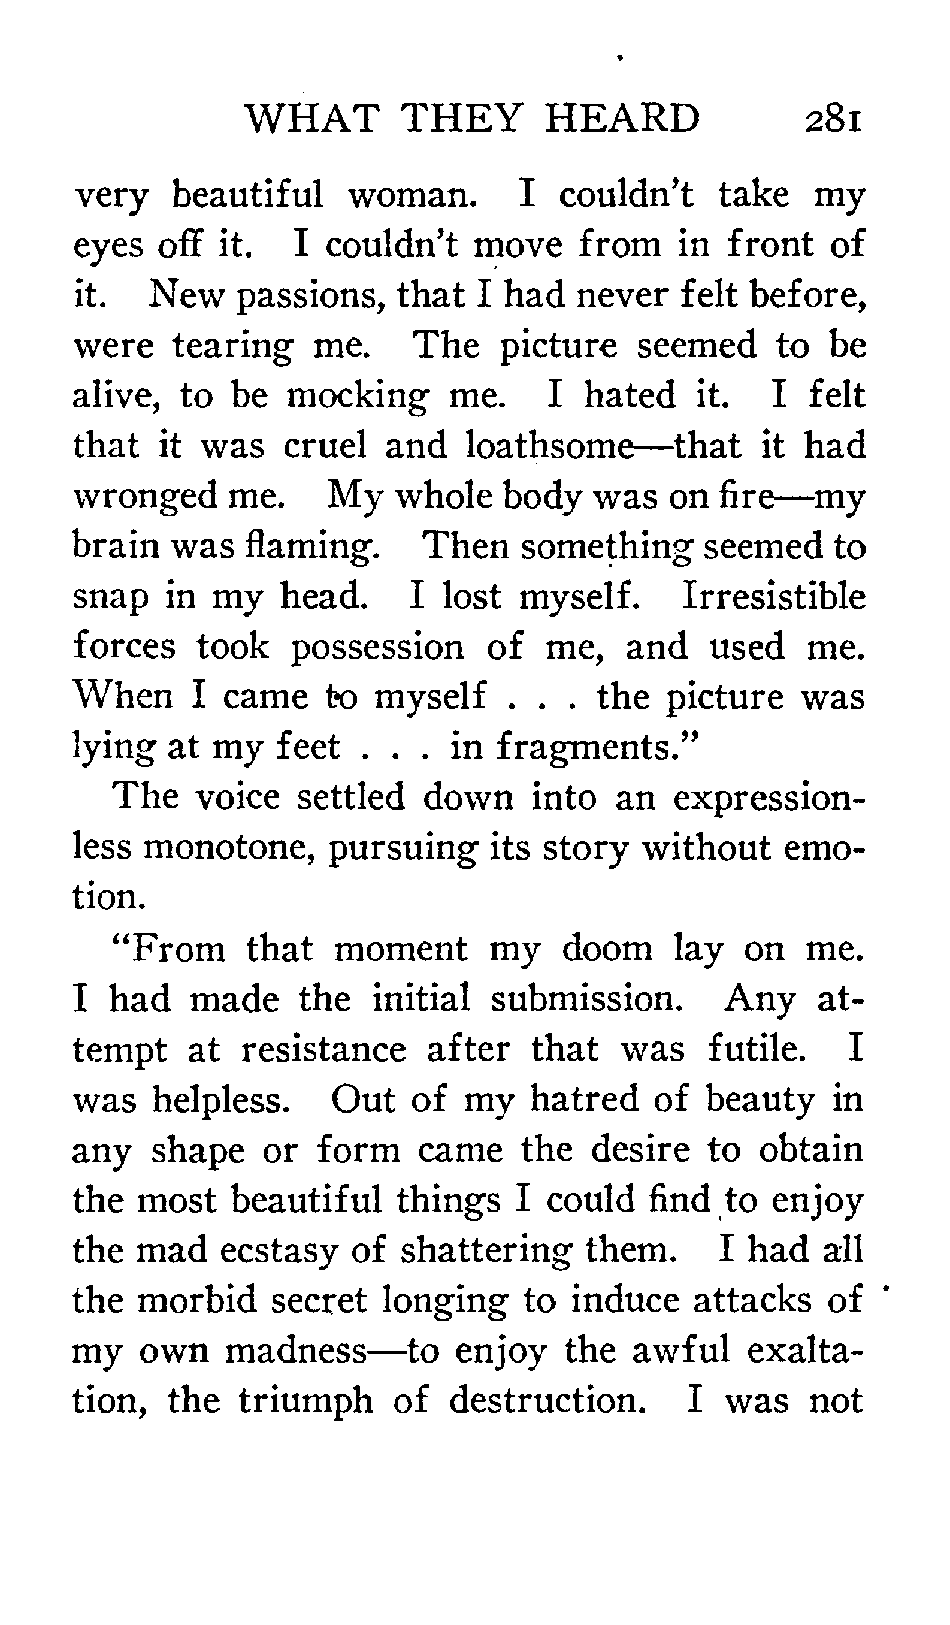 WHAT THEY HEARD 281
very beautiful woman. I couldn't take my
eyes off it. I couldn't move from in front of
it. New passions, that I had never felt before,
were tearing me. The picture seemed to be
alive, to be mocking me. I hated it. I felt
that it was cruel and loathsome—that it had
wronged me. My whole body was on fire—my
brain was flaming. Then something seemed to
snap in my head. I lost myself. Irresistible
forces took possession of me, and used me.
When I came to myself . . . the picture was
lying at my feet . . . in fragments."
The voice settled down into an expression-
less monotone, pursuing its story without emo-
tion.
"From that moment my doom lay on me.
I had made the initial submission. Any at-
tempt at resistance after that was futile. I
was helpless. Out of my hatred of beauty in
any shape or form came the desire to obtain
the most beautiful things I could find to enjoy
the mad ecstasy of shattering them. I had all
the morbid secret longing to induce attacks of
my own madness—to enjoy the awful exalta-
tion, the triumph of destruction. I was not